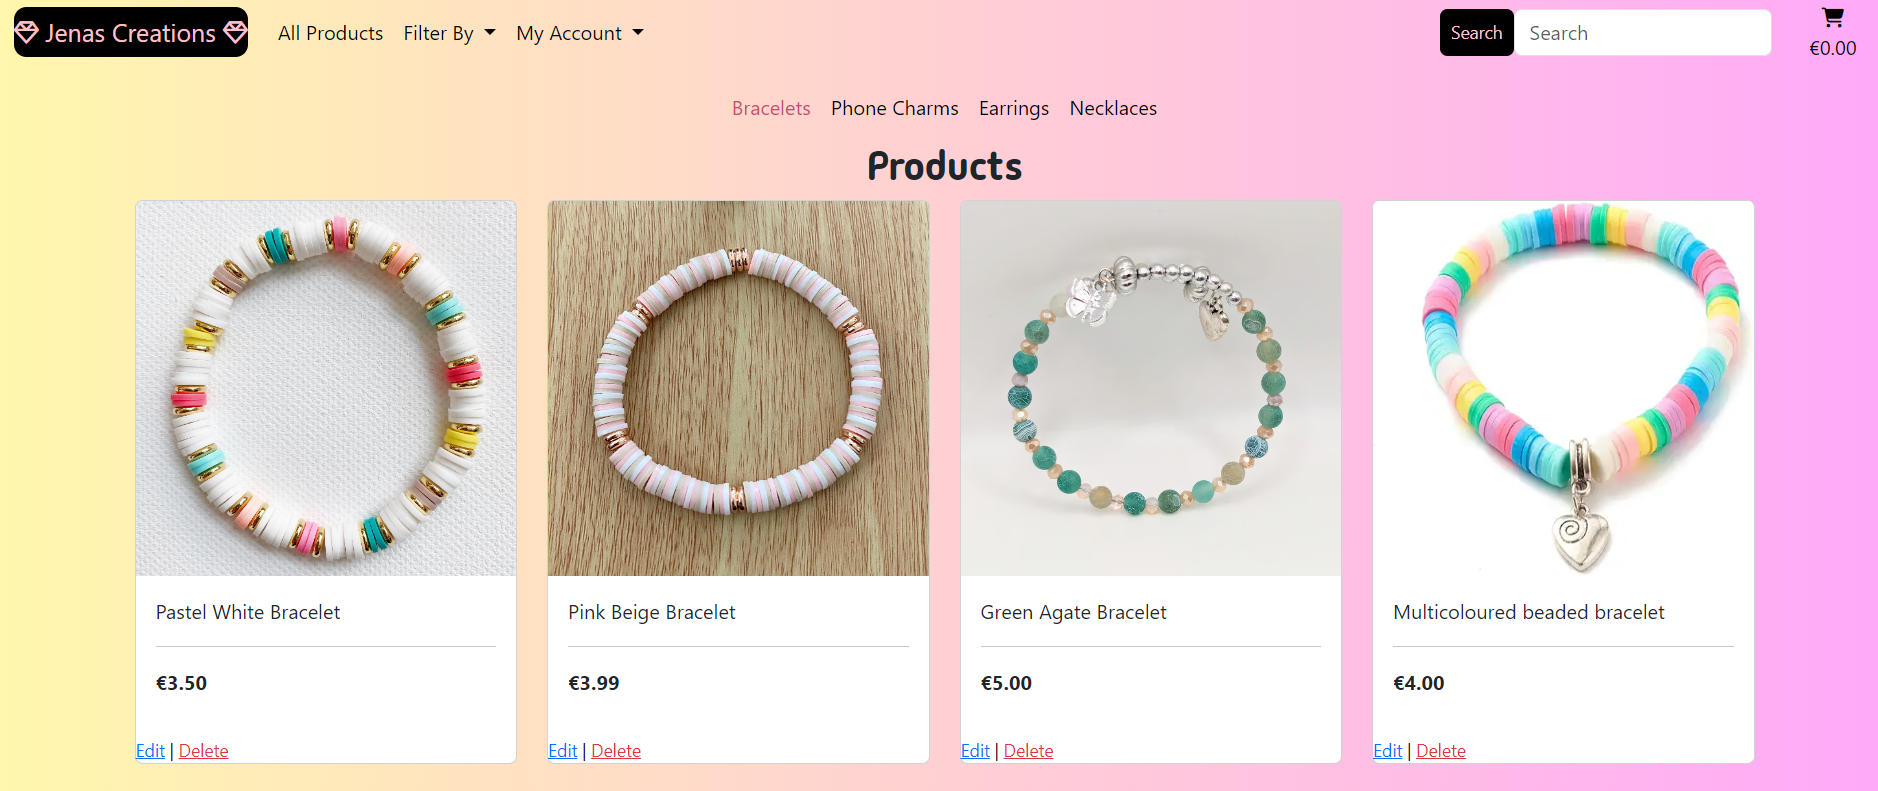 Jenas Creations All Products Filter By My Account Search Search
€0.00
Bracelets Phone Charms Earrings Necklaces
Products
Pastel White Bracelet
€3.50
Edit | Delete
Pink Beige Bracelet
€3.99
Edit | Delete
Green Agate Bracelet
€5.00
Edit | Delete
Multicoloured beaded bracelet
€4.00
Edit | Delete